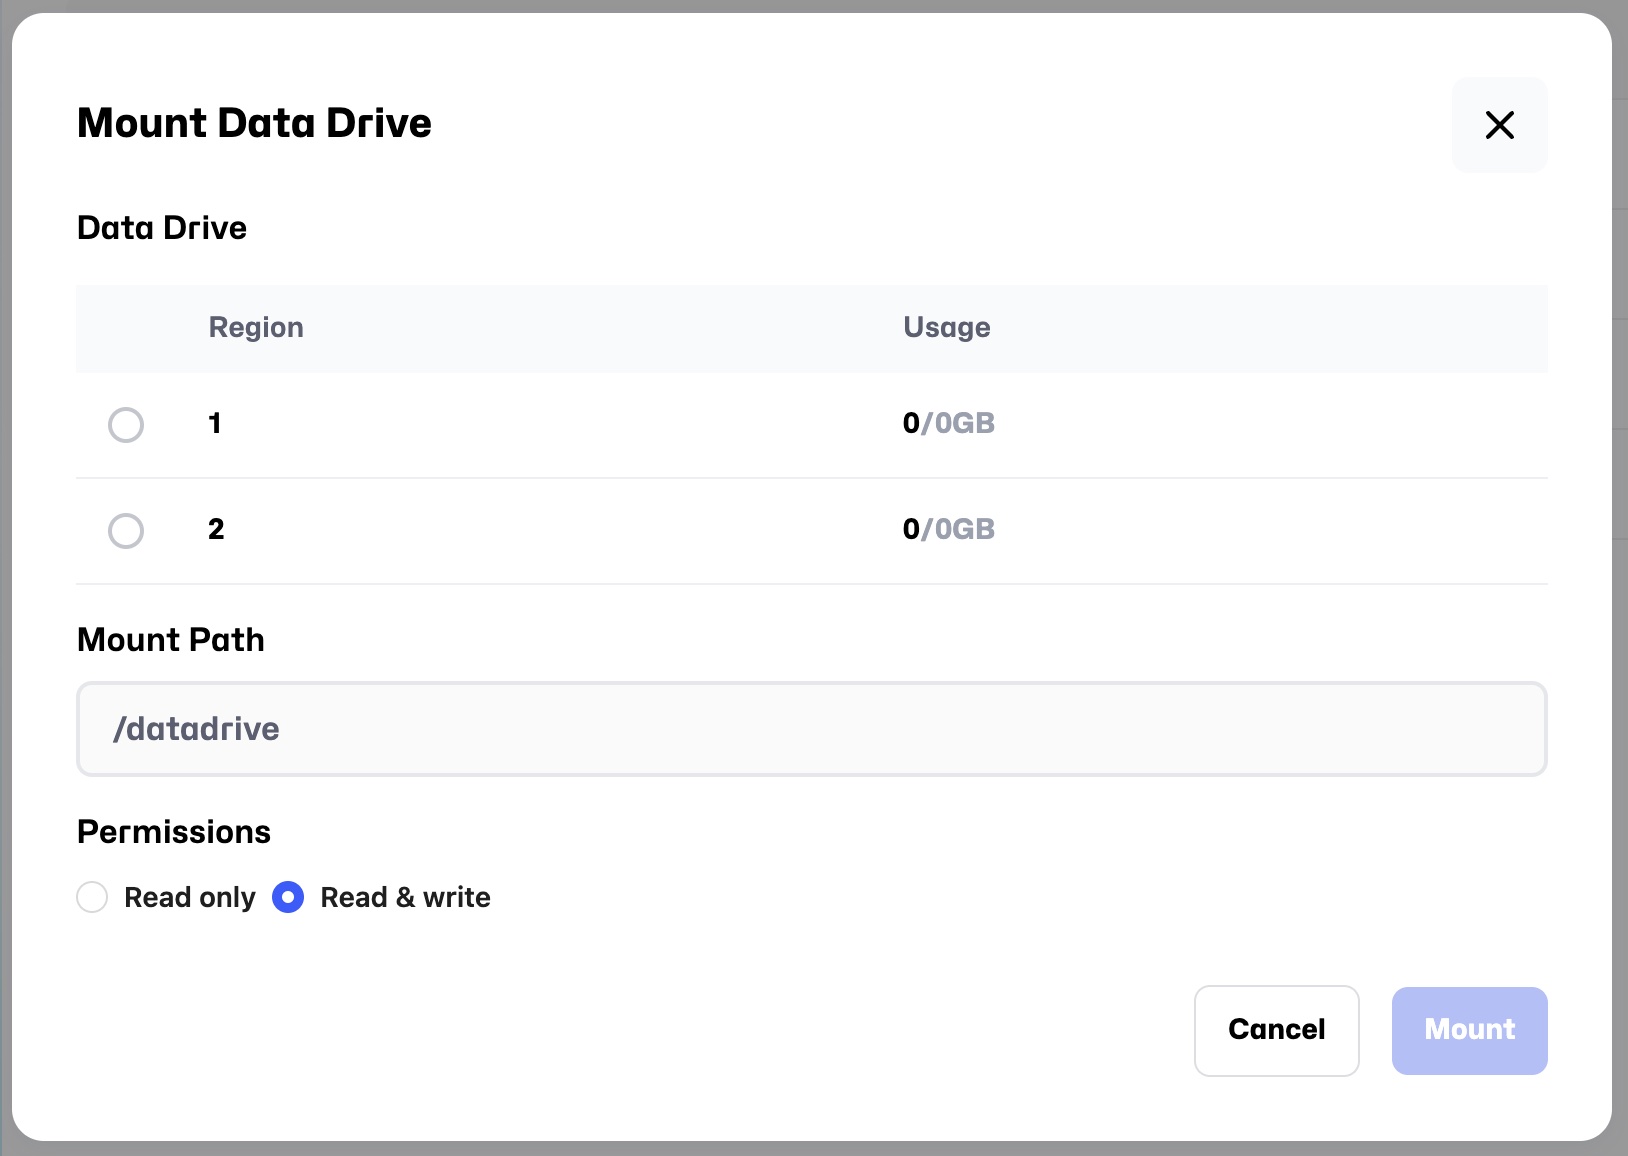 Mount Data Drive
Data Drive
Region Usage
1 0/0GB
2 0/0GB
Mount Path
/datadrive
Permissions
Read only Read & write
Cancel Mount